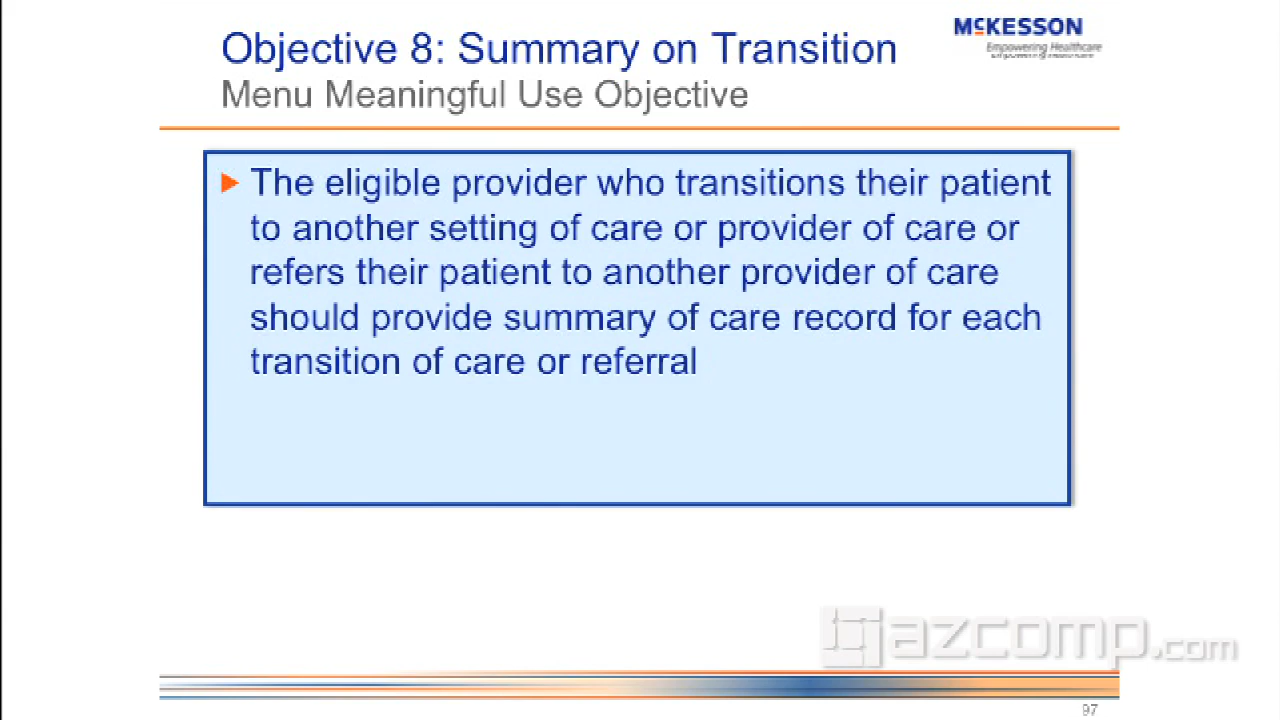 Objective 8: Summary on Transition
MCKESSON
Empowering Healthcare
Menu Meaningful Use Objective
The eligible provider who transitions their patient
to another setting of care or provider of care or
refers their patient to another provider of care
should provide summary of care record for each
transition of care or referral
azcomp.com
97